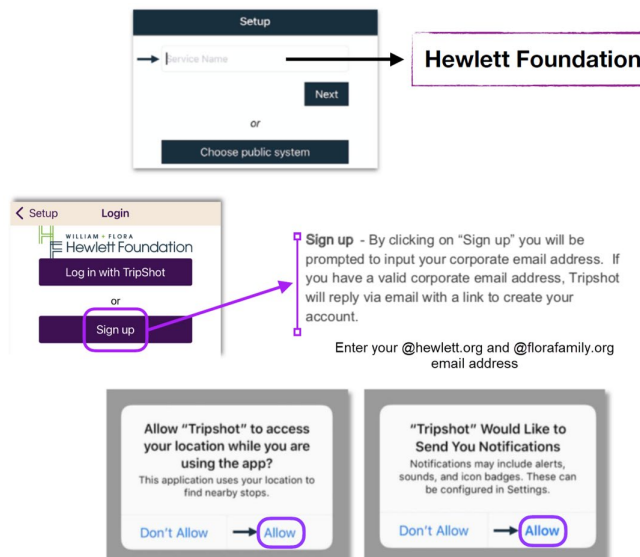 Setup
Service Name
Hewlett Foundation
Next
or
Choose public system
Setup Login
WILLIAM + FLORA
Hewlett Foundation
Log in with TripShot
or
Sign up
Sign up - By clicking on “Sign up” you will be
prompted to input your corporate email address. If
you have a valid corporate email address, Tripshot
will reply via email with a link to create your
account.
Enter your @hewlett.org and @florafamily.org
email address
Allow “Tripshot” to access
your location while you are
using the app?
This application uses your location to
find nearby stops.
Don't Allow
Allow
“Tripshot” Would Like to
Send You Notifications
Notifications may include alerts,
sounds, and icon badges. These can
be configured in Settings.
Don't Allow
Allow